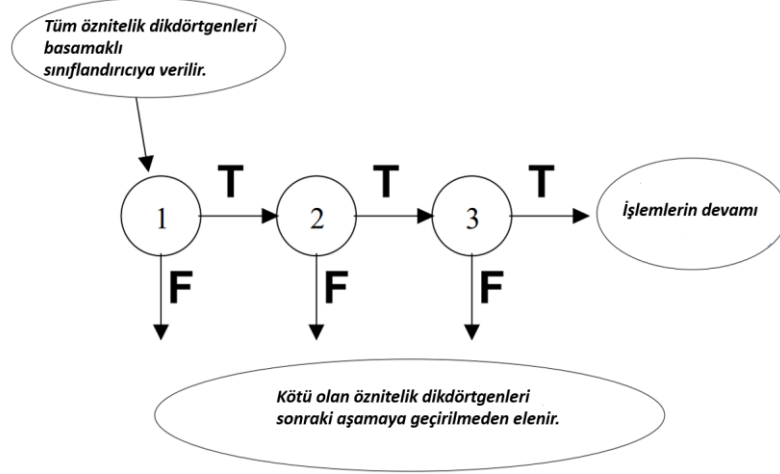 Tüm öznitelik dikdörtgenleri
basamaklı
sınıflandırıcıya verilir.
T
T
T
1
2
3
İşlemlerin devamı
F
F
F
Kötü olan öznitelik dikdörtgenleri
sonraki aşamaya geçirilmeden elenir.